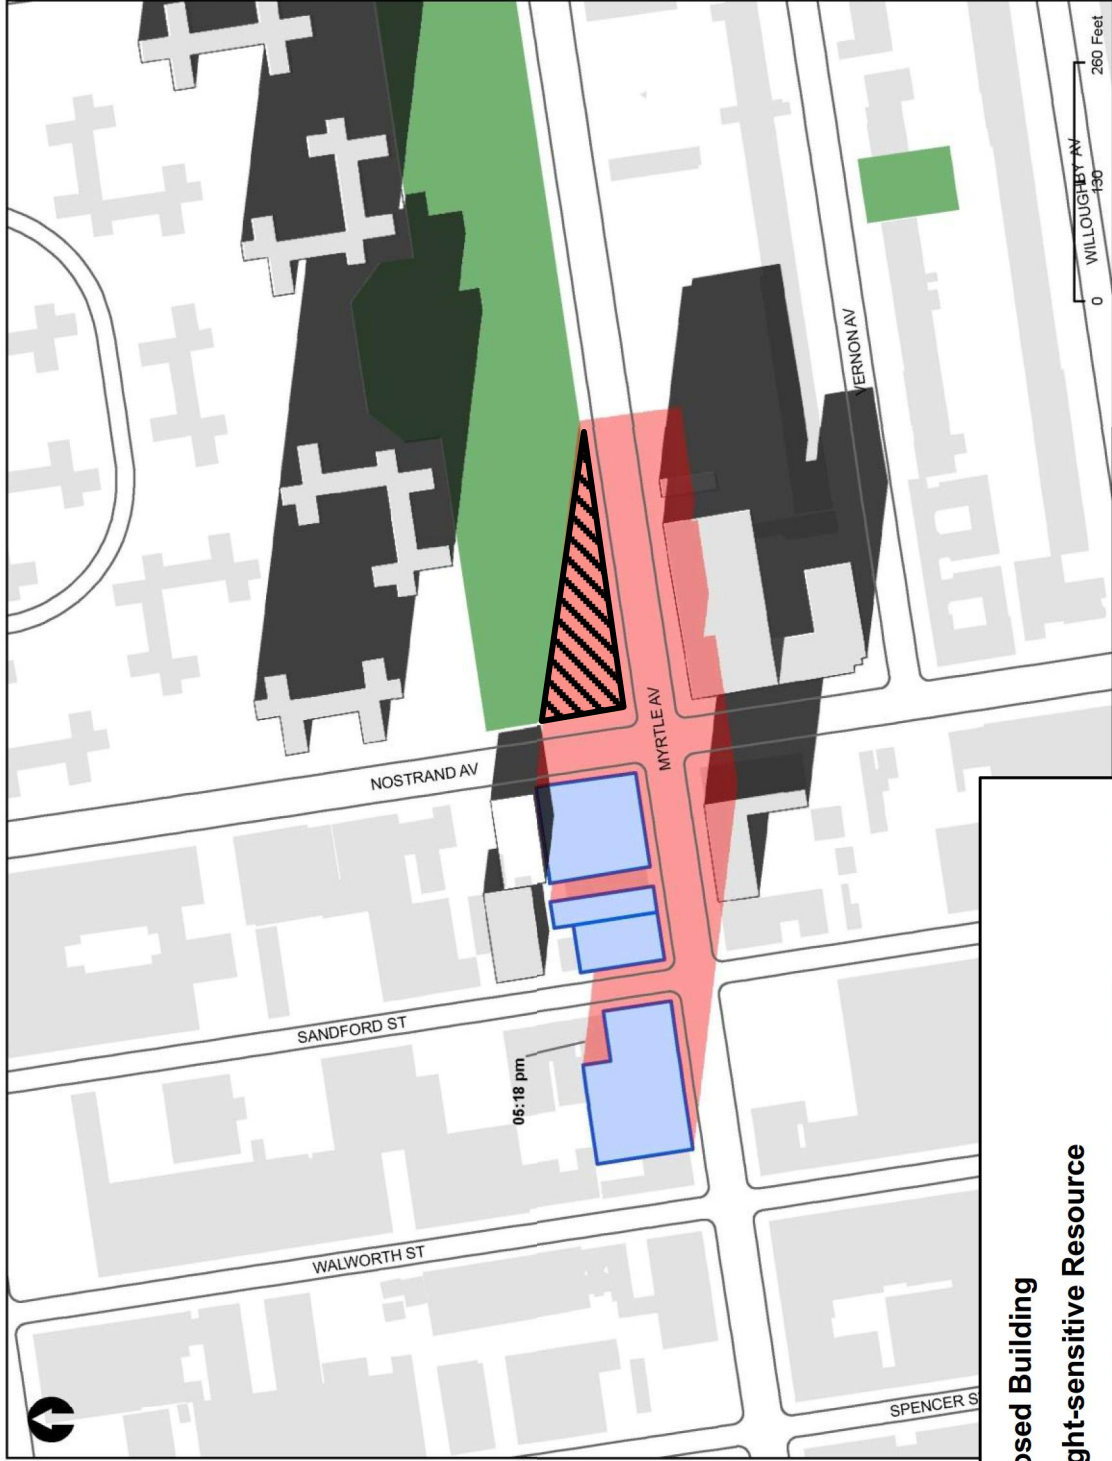 NOSTRAND AV
MYRTLE AV
VERNON AV
WILLOUGHBY AV
0 130 260 Feet
SANDFORD ST
05:18 pm
WALWORTH ST
SPENCER S
osed Building
ght-sensitive Resource